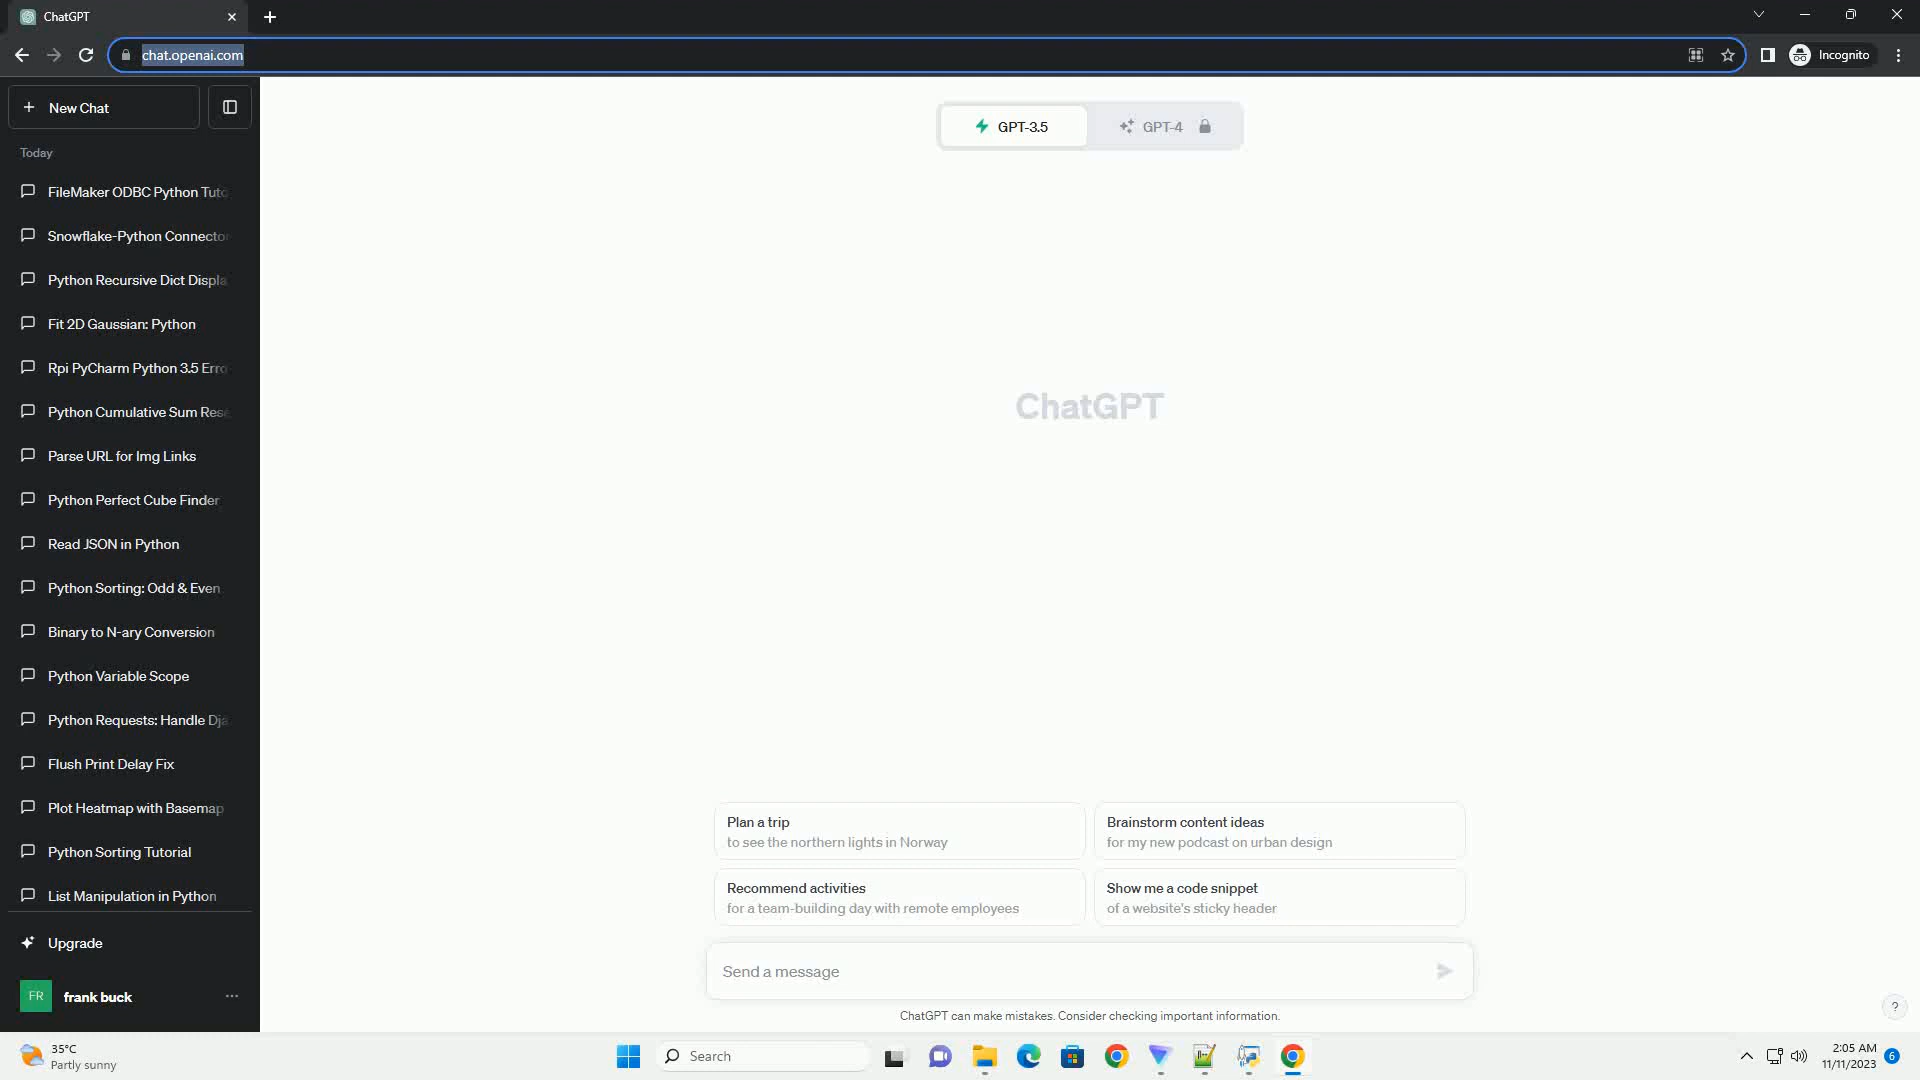 ChatGPT
chat.openai.com
Incognito
New Chat
GPT-3.5
GPT-4
Today
FileMaker ODBC Python Tuto
Snowflake-Python Connector
Python Recursive Dict Displa
Fit 2D Gaussian: Python
Rpi PyCharm Python 3.5 Erro
Python Cumulative Sum Rese
Parse URL for Img Links
Python Perfect Cube Finder
Read JSON in Python
Python Sorting: Odd & Even
Binary to N-ary Conversion
Python Variable Scope
Python Requests: Handle Dja
Flush Print Delay Fix
Plot Heatmap with Basemap
Python Sorting Tutorial
List Manipulation in Python
Upgrade
FR
frank buck
ChatGPT
Plan a trip
to see the northern lights in Norway
Brainstorm content ideas
for my new podcast on urban design
Recommend activities
for a team-building day with remote employees
Show me a code snippet
of a website's sticky header
Send a message
ChatGPT can make mistakes. Consider checking important information.
?
35°C
Partly sunny
Search
2:05 AM
11/11/2023
6